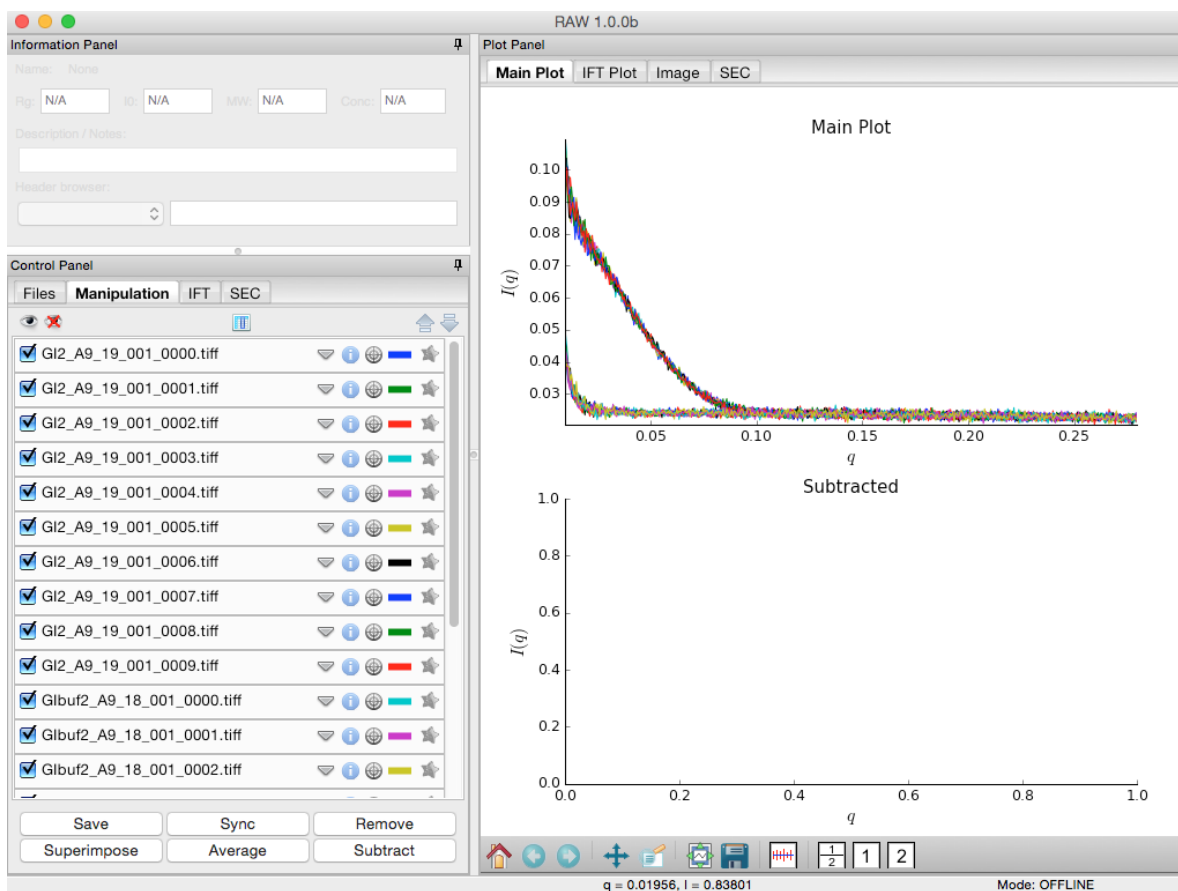 RAW 1.0.0b
Information Panel
Name: None
Rg: N/A I0: N/A MW: N/A Conc: N/A
Description / Notes:
Header browser:
Control Panel
Files Manipulation IFT SEC
GI2_A9_19_001_0000.tiff
GI2_A9_19_001_0001.tiff
GI2_A9_19_001_0002.tiff
GI2_A9_19_001_0003.tiff
GI2_A9_19_001_0004.tiff
GI2_A9_19_001_0005.tiff
GI2_A9_19_001_0006.tiff
GI2_A9_19_001_0007.tiff
GI2_A9_19_001_0008.tiff
GI2_A9_19_001_0009.tiff
GIbuf2_A9_18_001_0000.tiff
GIbuf2_A9_18_001_0001.tiff
GIbuf2_A9_18_001_0002.tiff
Save Sync Remove
Superimpose Average Subtract
Plot Panel
Main Plot IFT Plot Image SEC
Main Plot
I(q)
0.10
0.09
0.08
0.07
0.06
0.05
0.04
0.03
0.05 0.10 0.15 0.20 0.25
q
Subtracted
I(q)
1.0
0.8
0.6
0.4
0.2
0.0
0.0 0.2 0.4 0.6 0.8 1.0
q
1/2 1 2
q = 0.01956, I = 0.83801 Mode: OFFLINE